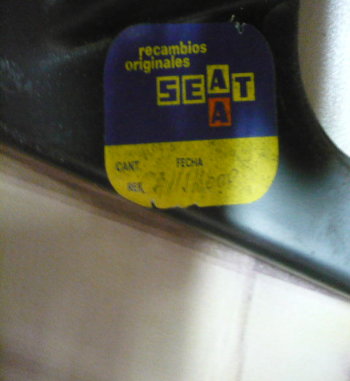 recambios
originales
SEAT
A
CANT. FECHA
REF.